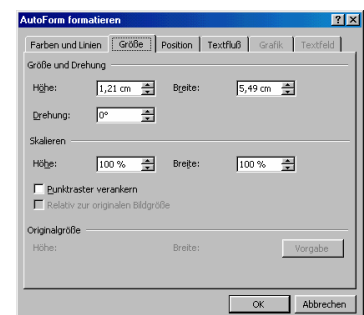 AutoForm formatieren
Farben und Linien Größe Position Textfluß Grafik Textfeld
Größe und Drehung
Höhe: 1,21 cm Breite: 5,49 cm
Drehung: 0°
Skalieren
Höhe: 100 % Breite: 100 %
Punktraster verankern
Relativ zur originalen Bildgröße
Originalgröße
Höhe: Breite: Vorgabe
OK Abbrechen